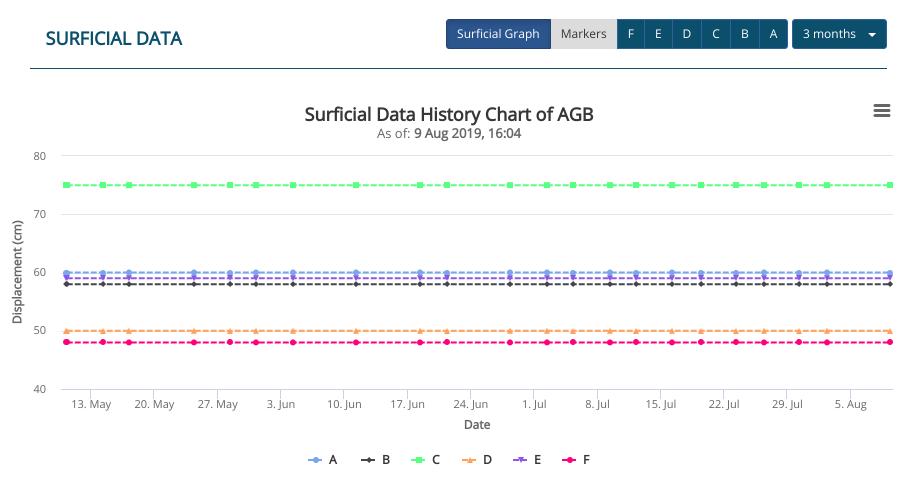 SURFICIAL DATA
Surficial Graph Markers F E D C B A 3 months
Surficial Data History Chart of AGB
As of: 9 Aug 2019, 16:04
Displacement (cm)
80
70
60
50
40
13. May 20. May 27. May 3. Jun 10. Jun 17. Jun 24. Jun 1. Jul 8. Jul 15. Jul 22. Jul 29. Jul 5. Aug
Date
A B C D E F